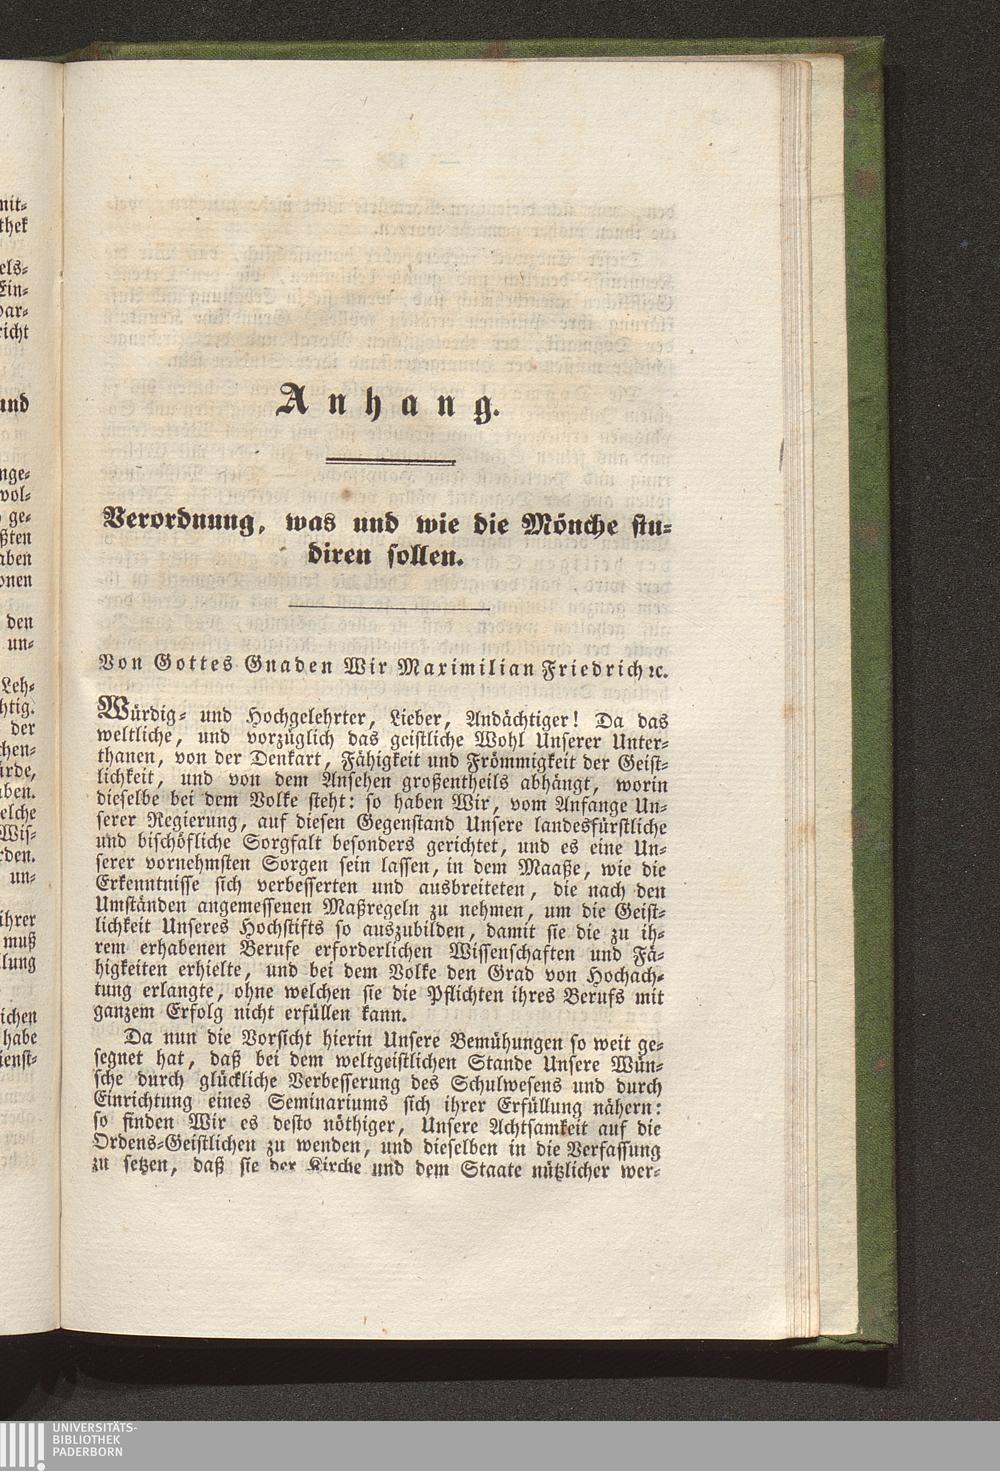 Anhang.
Verordnung, was und wie die Mönche stu-
diren sollen.
Von Gottes Gnaden Wir Maximilian Friedrich ꝛc.
Würdig- und Hochgelehrter, Lieber, Andächtiger! Da das
weltliche, und vorzüglich das geistliche Wohl Unserer Unter-
thanen, von der Denkart, Fähigkeit und Frömmigkeit der Geist-
lichkeit, und von dem Ansehen großentheils abhängt, worin
dieselbe bei dem Volke steht: so haben Wir, vom Anfange Un-
serer Regierung, auf diesen Gegenstand Unsere landesfürstliche
und bischöfliche Sorgfalt besonders gerichtet, und es eine Un-
serer vornehmsten Sorgen sein lassen, in dem Maaße, wie die
Erkenntnisse sich verbesserten und ausbreiteten, die nach den
Umständen angemessenen Maßregeln zu nehmen, um die Geist-
lichkeit Unseres Hochstifts so auszubilden, damit sie die zu ih-
rem erhabenen Berufe erforderlichen Wissenschaften und Fä-
higkeiten erhielte, und bei dem Volke den Grad von Hochach-
tung erlangte, ohne welchen sie die Pflichten ihres Berufs mit
ganzem Erfolg nicht erfüllen kann.
Da nun die Vorsicht hierin Unsere Bemühungen so weit ge-
segnet hat, daß bei dem weltgeistlichen Stande Unsere Wün-
sche durch glückliche Verbesserung des Schulwesens und durch
Einrichtung eines Seminariums sich ihrer Erfüllung nähern:
so finden Wir es desto nöthiger, Unsere Achtsamkeit auf die
Ordens-Geistlichen zu wenden, und dieselben in die Verfassung
zu setzen, daß sie der Kirche und dem Staate nützlicher wer-
UNIVERSITÄTS-
BIBLIOTHEK
PADERBORN